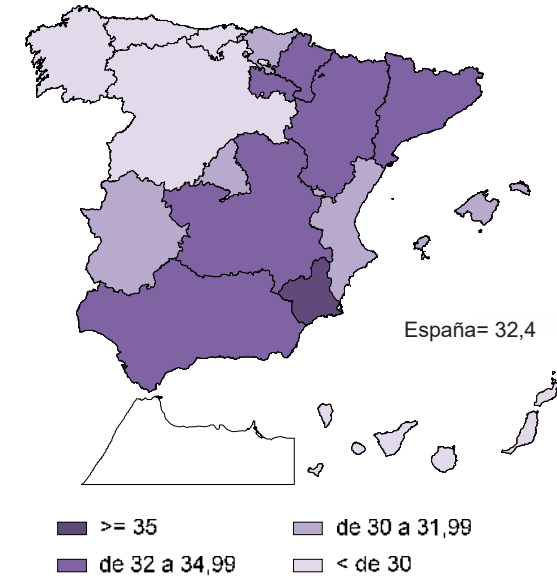 España= 32,4
>= 35
de 30 a 31,99
de 32 a 34,99
< de 30